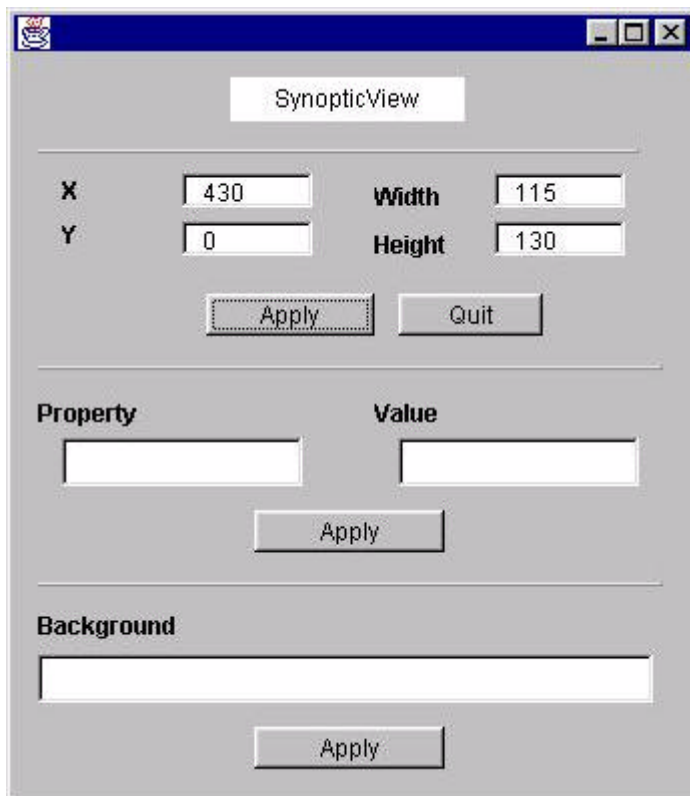 SynopticView
X 430 Width 115
Y 0 Height 130
Apply Quit
Property Value
Apply
Background
Apply